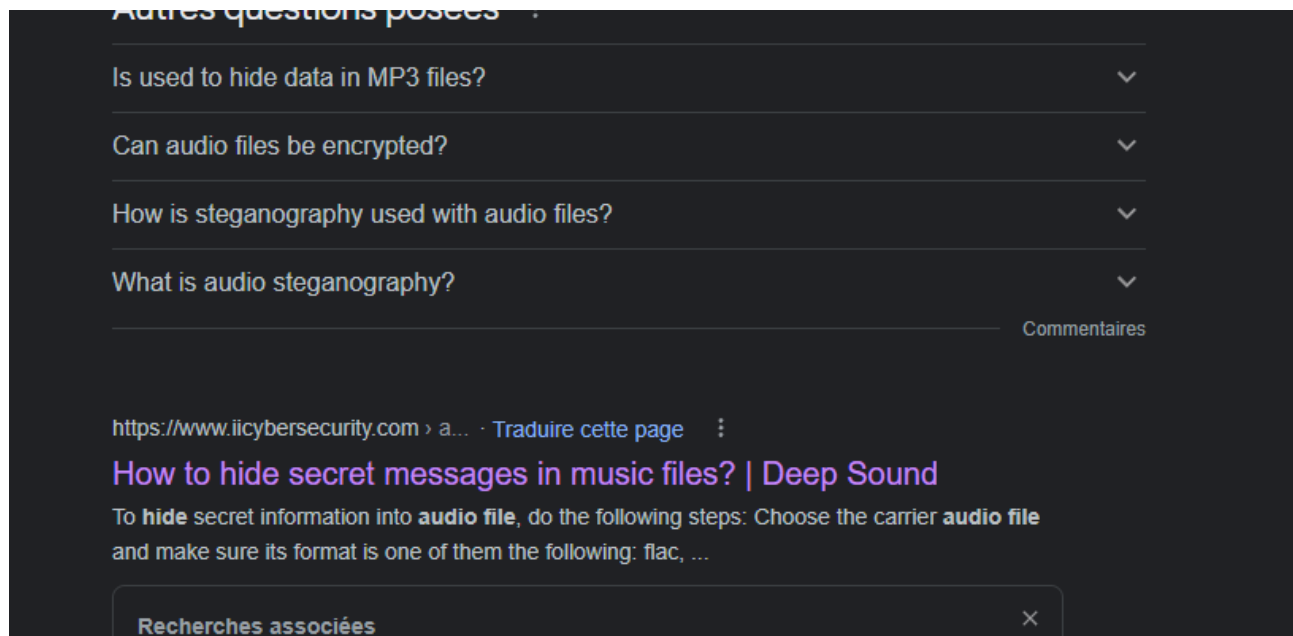 Autres questions posées
Is used to hide data in MP3 files?
Can audio files be encrypted?
How is steganography used with audio files?
What is audio steganography?
Commentaires
https://www.iicybersecurity.com › a... · Traduire cette page
How to hide secret messages in music files? | Deep Sound
To hide secret information into audio file, do the following steps: Choose the carrier audio file
and make sure its format is one of them the following: flac, ...
Recherches associées